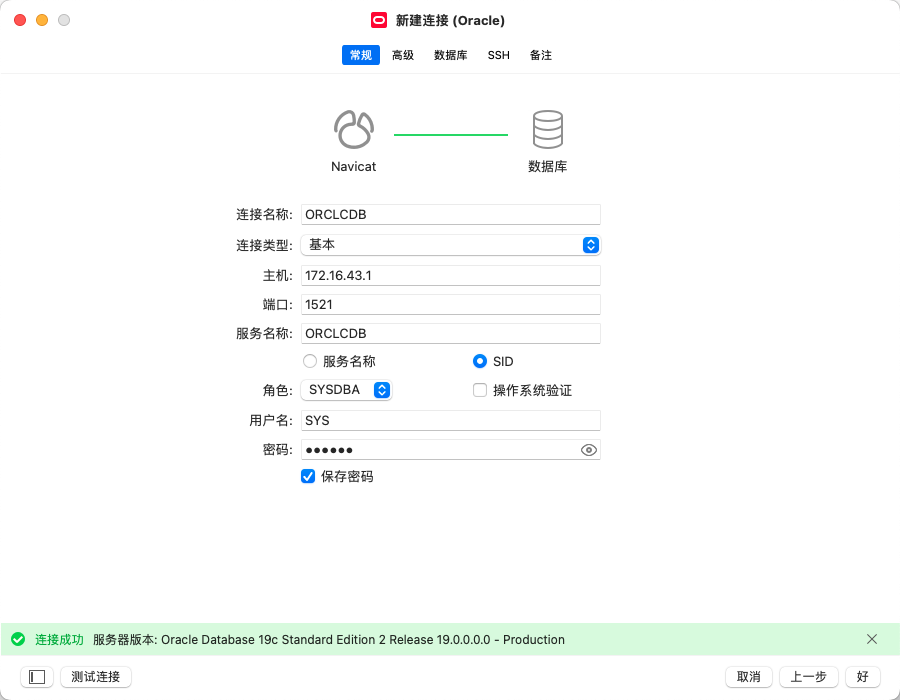 新建连接 (Oracle)
常规 高级 数据库 SSH 备注
Navicat 数据库
连接名称: ORCLCDB
连接类型: 基本
主机: 172.16.43.1
端口: 1521
服务名称: ORCLCDB
服务名称 SID
角色: SYSDBA 操作系统验证
用户名: SYS
密码: ••••••
保存密码
连接成功 服务器版本: Oracle Database 19c Standard Edition 2 Release 19.0.0.0.0 - Production
测试连接 取消 上一步 好